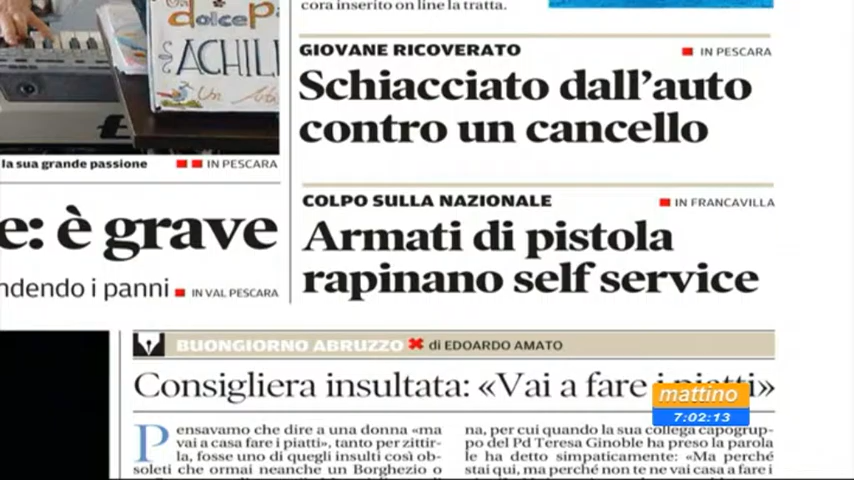 cora inserito on line la tratta.
dolce
ACHIL
Un
GIOVANE RICOVERATO
IN PESCARA
Schiacciato dall'auto
contro un cancello
la sua grande passione
IN PESCARA
COLPO SULLA NAZIONALE
IN FRANCAVILLA
Armati di pistola
rapinano self service
e: è grave
ndendo i panni
IN VAL PESCARA
BUONGIORNO ABRUZZO
di EDOARDO AMATO
Consigliera insultata: «Vai a fare i piatti»
mattino
7:02:13
Pensavamo che dire a una donna «ma
vai a casa fare i piatti», tanto per zittir-
la, fosse uno di quegli insulti così ob-
soleti che ormai neanche un Borghezio o
na, per cui quando la sua collega capogrup-
po del Pd Teresa Ginoble ha preso la parola
le ha detto simpaticamente: «Ma perché
stai qui, ma perché non te ne vai casa a fare i